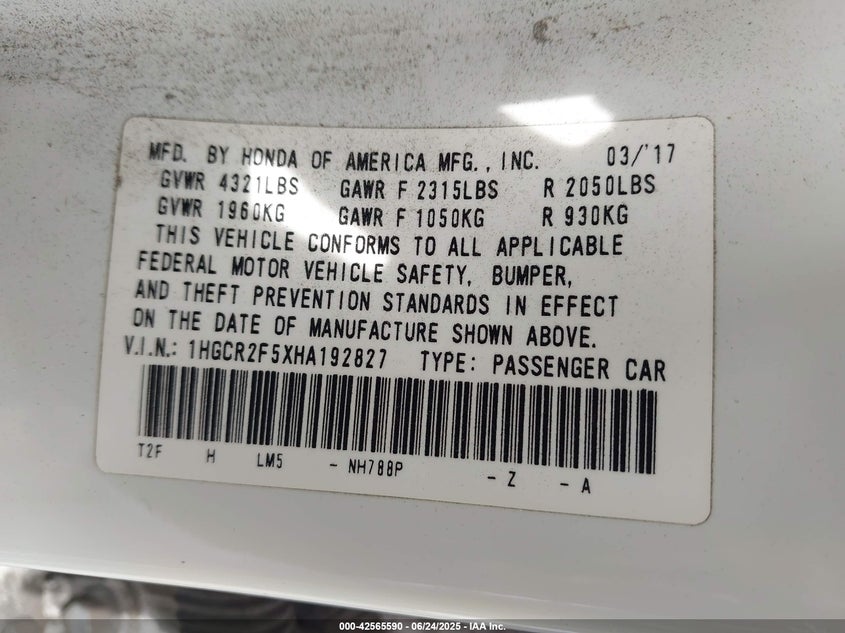 MFD. BY HONDA OF AMERICA MFG., INC. 03/'17
GVWR 4321LBS GAWR F 2315LBS R 2050LBS
GVWR 1960KG GAWR F 1050KG R 930KG
THIS VEHICLE CONFORMS TO ALL APPLICABLE
FEDERAL MOTOR VEHICLE SAFETY, BUMPER,
AND THEFT PREVENTION STANDARDS IN EFFECT
ON THE DATE OF MANUFACTURE SHOWN ABOVE.
V.I.N.: 1HGCR2F5XHA192827 TYPE: PASSENGER CAR
T2F H LM5 - NH788P - Z - A
000-42565590 - 06/24/2025 - IAA Inc.